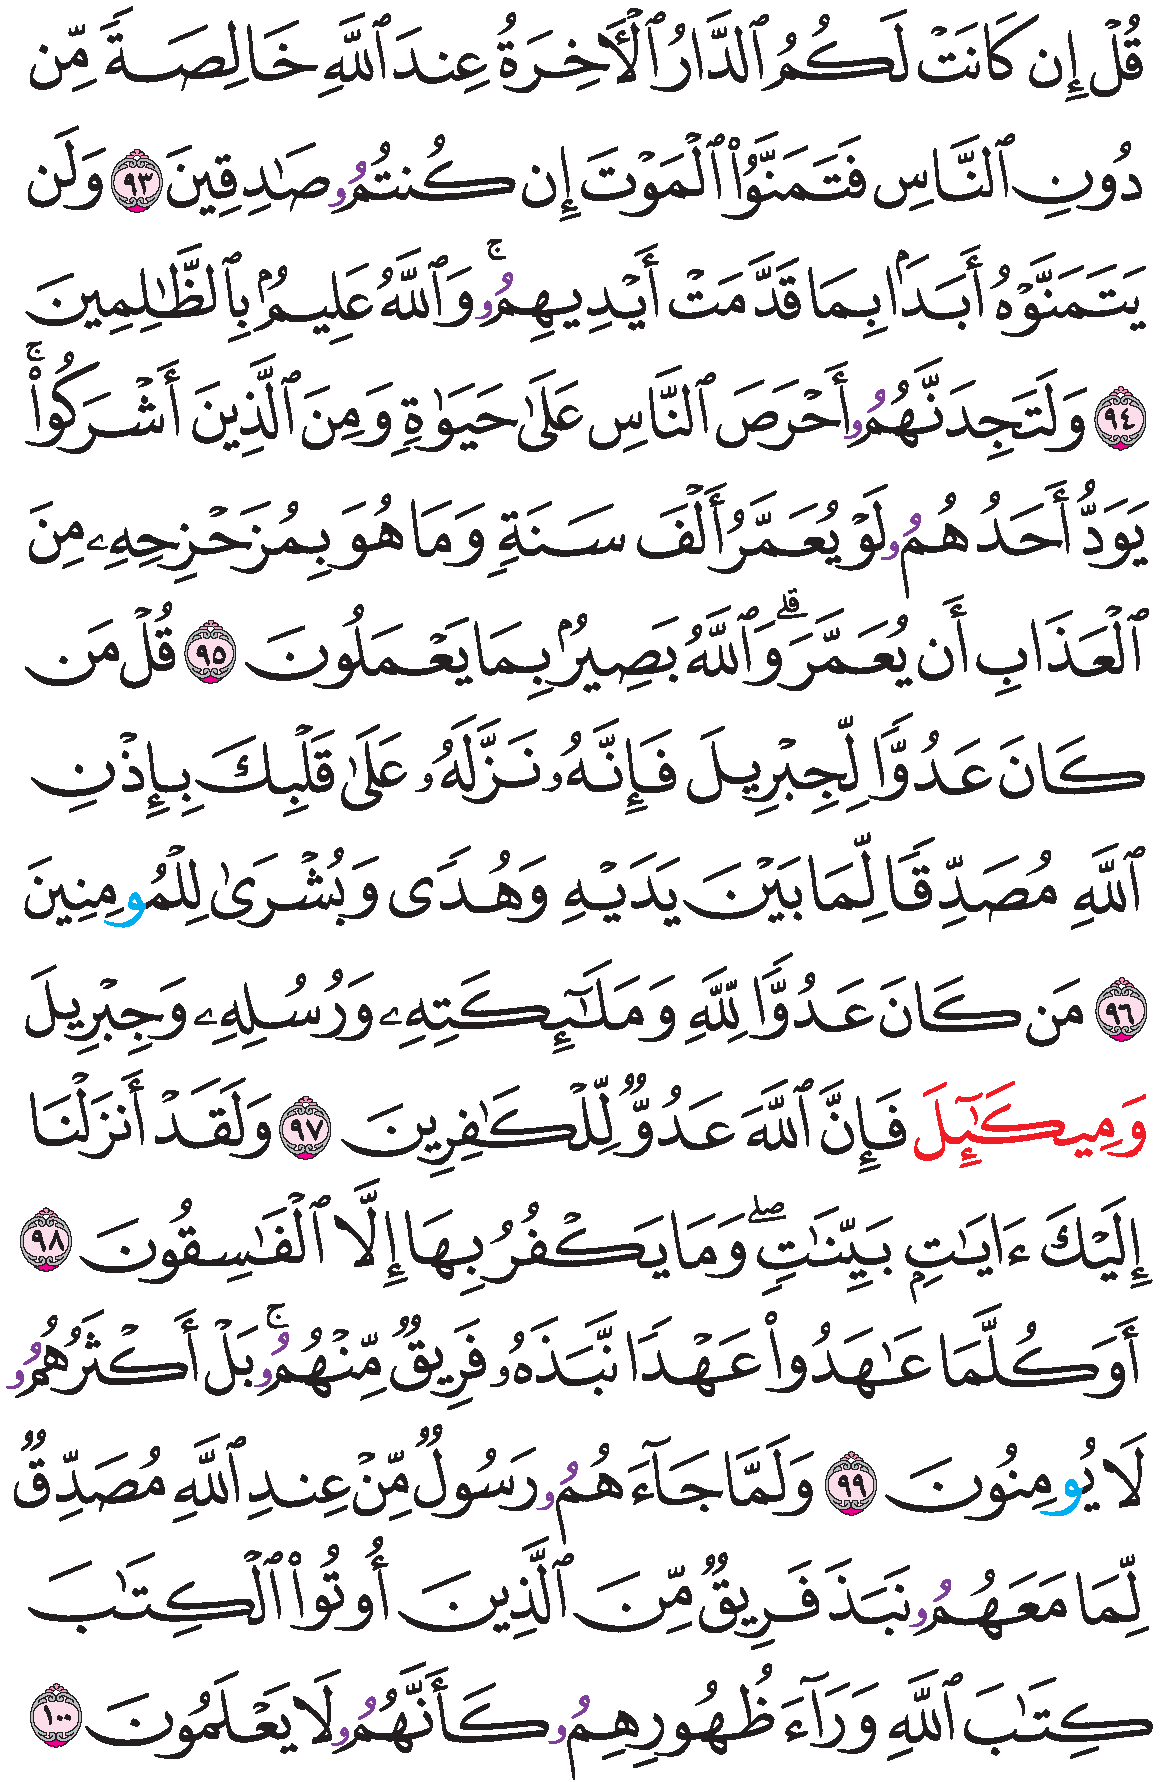 قُلۡ إِن كَانَتۡ لَكُمُ ٱلدَّارُ ٱلۡأٓخِرَةُ عِندَ ٱللَّهِ خَالِصَةٗ مِّن
دُونِ ٱلنَّاسِ فَتَمَنَّوُاْ ٱلۡمَوۡتَ إِن كُنتُمُۥ صَٰدِقِينَ ٩٣ وَلَن
يَتَمَنَّوۡهُ أَبَدَۢا بِمَا قَدَّمَتۡ أَيۡدِيهِمُۥۚ وَٱللَّهُ عَلِيمُۢ بِٱلظَّٰلِمِينَ
٩٤ وَلَتَجِدَنَّهُمُۥ أَحۡرَصَ ٱلنَّاسِ عَلَىٰ حَيَوٰةٖ وَمِنَ ٱلَّذِينَ أَشۡرَكُواْۚ
يَوَدُّ أَحَدُهُمُۥ لَوۡ يُعَمَّرُ أَلۡفَ سَنَةٖ وَمَا هُوَ بِمُزَحۡزِحِهِۦ مِنَ
ٱلۡعَذَابِ أَن يُعَمَّرَۗ وَٱللَّهُ بَصِيرُۢ بِمَا يَعۡمَلُونَ ٩٥ قُلۡ مَن
كَانَ عَدُوّٗا لِّجِبۡرِيلَ فَإِنَّهُۥ نَزَّلَهُۥ عَلَىٰ قَلۡبِكَ بِإِذۡنِ
ٱللَّهِ مُصَدِّقٗا لِّمَا بَيۡنَ يَدَيۡهِ وَهُدٗى وَبُشۡرَىٰ لِلۡمُومِنِينَ
٩٦ مَن كَانَ عَدُوّٗا لِّلَّهِ وَمَلَٰٓئِكَتِهِۦ وَرُسُلِهِۦ وَجِبۡرِيلَ
وَمِيكَٰٓئِلَ فَإِنَّ ٱللَّهَ عَدُوّٞ لِّلۡكَٰفِرِينَ ٩٧ وَلَقَدۡ أَنزَلۡنَا
إِلَيۡكَ ءَايَٰتِۭ بَيِّنَٰتٖۖ وَمَا يَكۡفُرُ بِهَا إِلَّا ٱلۡفَٰسِقُونَ ٩٨
أَوَكُلَّمَا عَٰهَدُواْ عَهۡدٗا نَّبَذَهُۥ فَرِيقٞ مِّنۡهُمُۥۚ بَلۡ أَكۡثَرُهُمُۥ
لَا يُومِنُونَ ٩٩ وَلَمَّا جَآءَهُمُۥ رَسُولٞ مِّنۡ عِندِ ٱللَّهِ مُصَدِّقٞ
لِّمَا مَعَهُمُۥ نَبَذَ فَرِيقٞ مِّنَ ٱلَّذِينَ أُوتُواْ ٱلۡكِتَٰبَ
كِتَٰبَ ٱللَّهِ وَرَآءَ ظُهُورِهِمُۥ كَأَنَّهُمُۥ لَا يَعۡلَمُونَ ١٠٠